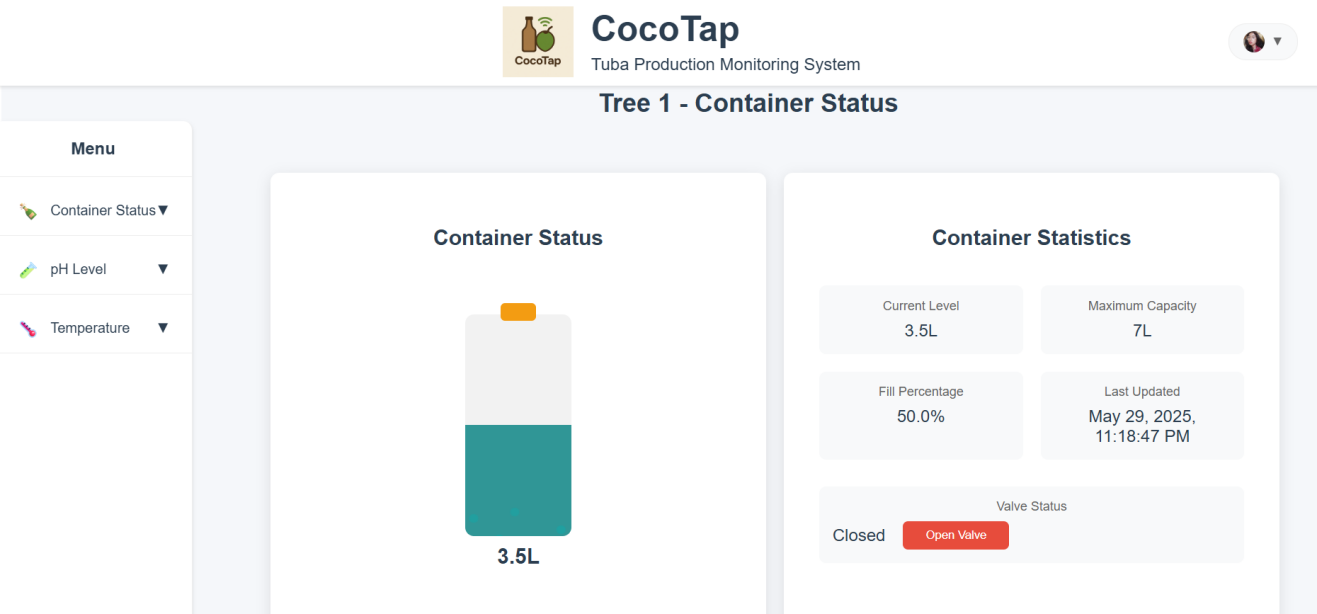 CocoTap
CocoTap
Tuba Production Monitoring System
▼
Tree 1 - Container Status
Menu
Container Status▼
pH Level ▼
Temperature ▼
Container Status
3.5L
Container Statistics
Current Level
3.5L
Maximum Capacity
7L
Fill Percentage
50.0%
Last Updated
May 29, 2025,
11:18:47 PM
Valve Status
Closed Open Valve